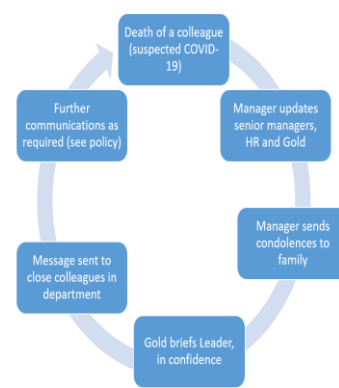 Death of a colleague
(suspected COVID-
19)
Manager updates
senior managers,
HR and Gold
Manager sends
condolences to
family
Gold briefs Leader,
in confidence
Message sent to
close colleagues in
department
Further
communications as
required (see policy)